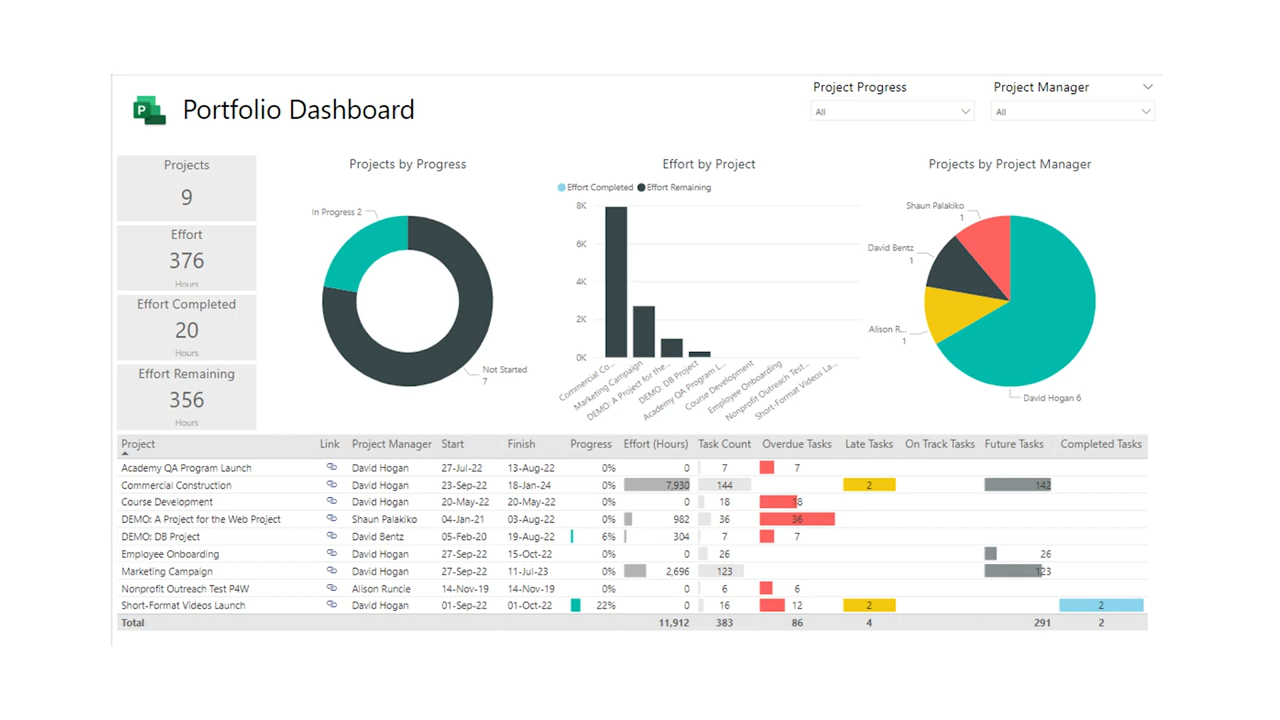 Project Progress
Project Manager
P
Portfolio Dashboard
All
All
Projects
9
Effort
376
Hours
Effort Completed
20
Hours
Effort Remaining
356
Hours
Projects by Progress
In Progress 2
Not Started
7
Effort by Project
Effort Completed Effort Remaining
8K
6K
4K
2K
0K
Commercial Co...
Marketing Campaign
DEMO: A Project for the...
DEMO: DB Project
Academy QA Program L...
Course Development
Employee Onboarding
Nonprofit Outreach Test...
Short-Format Videos La...
Projects by Project Manager
Shaun Palakiko
1
David Bentz
1
Alison R...
1
David Hogan 6
Project Link Project Manager Start Finish Progress Effort (Hours) Task Count Overdue Tasks Late Tasks On Track Tasks Future Tasks Completed Tasks
Academy QA Program Launch David Hogan 27-Jul-22 13-Aug-22 0% 0 7 7
Commercial Construction David Hogan 23-Sep-22 18-Jan-24 0% 7,930 144 2 142
Course Development David Hogan 20-May-22 20-May-22 0% 0 18 18
DEMO: A Project for the Web Project Shaun Palakiko 04-Jan-21 03-Aug-22 0% 982 36 36
DEMO: DB Project David Bentz 05-Feb-20 19-Aug-22 6% 304 7 7
Employee Onboarding David Hogan 27-Sep-22 15-Oct-22 0% 0 26 26
Marketing Campaign David Hogan 27-Sep-22 11-Jul-23 0% 2,696 123 123
Nonprofit Outreach Test P4W Alison Runcie 14-Nov-19 14-Nov-19 0% 0 6 6
Short-Format Videos Launch David Hogan 01-Sep-22 01-Oct-22 22% 0 16 12 2 2
Total 11,912 383 86 4 291 2